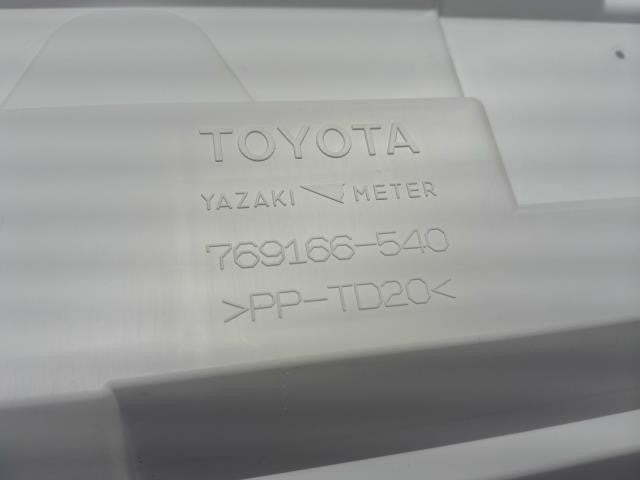 TOYOTA
YAZAKI METER
769166-540
>PP-TD20<